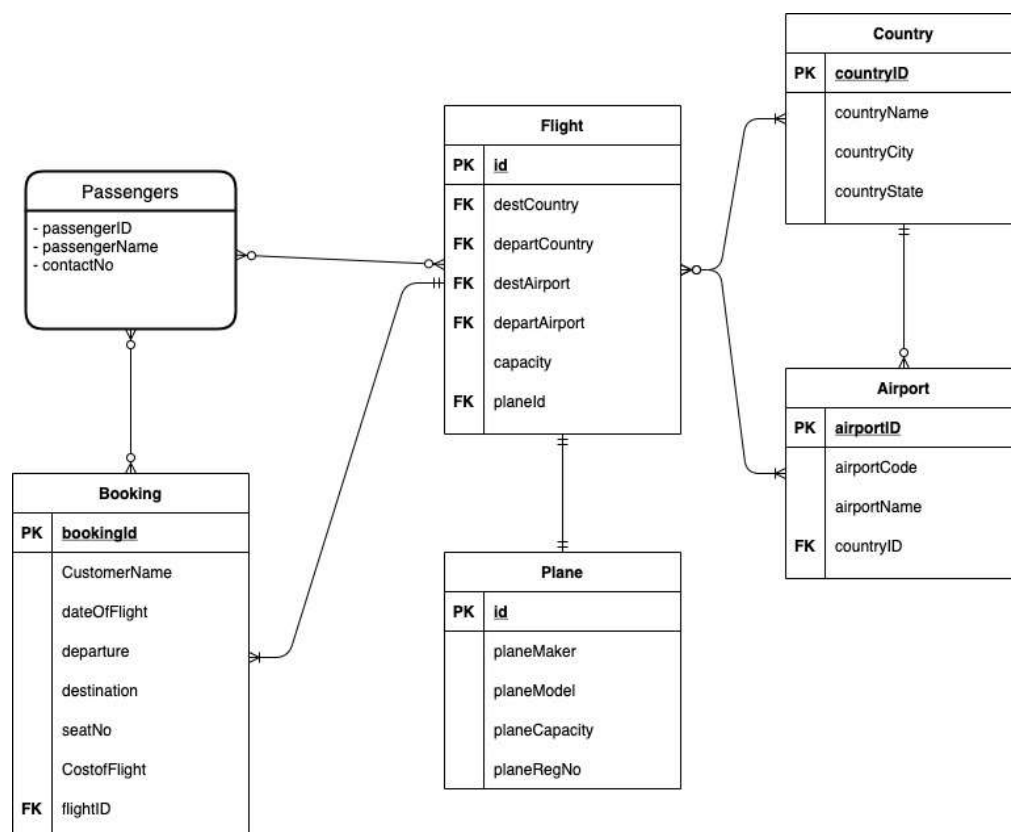 Country
PK countryID
countryName
countryCity
countryState
Flight
PK id
FK destCountry
FK departCountry
FK destAirport
FK departAirport
capacity
FK planeId
Passengers
- passengerID
- passengerName
- contactNo
Airport
PK airportID
airportCode
airportName
FK countryID
Booking
PK bookingId
CustomerName
dateOfFlight
departure
destination
seatNo
CostofFlight
FK flightID
Plane
PK id
planeMaker
planeModel
planeCapacity
planeRegNo